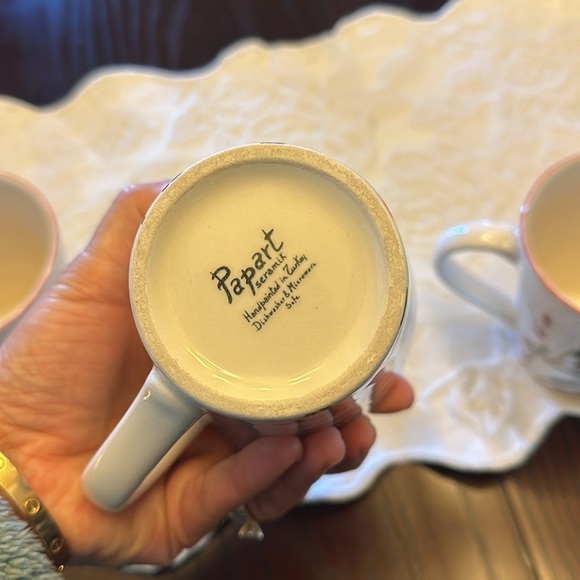 Papart
seramik
Handpainted in Turkey
Dishwasher & Microwave
Safe